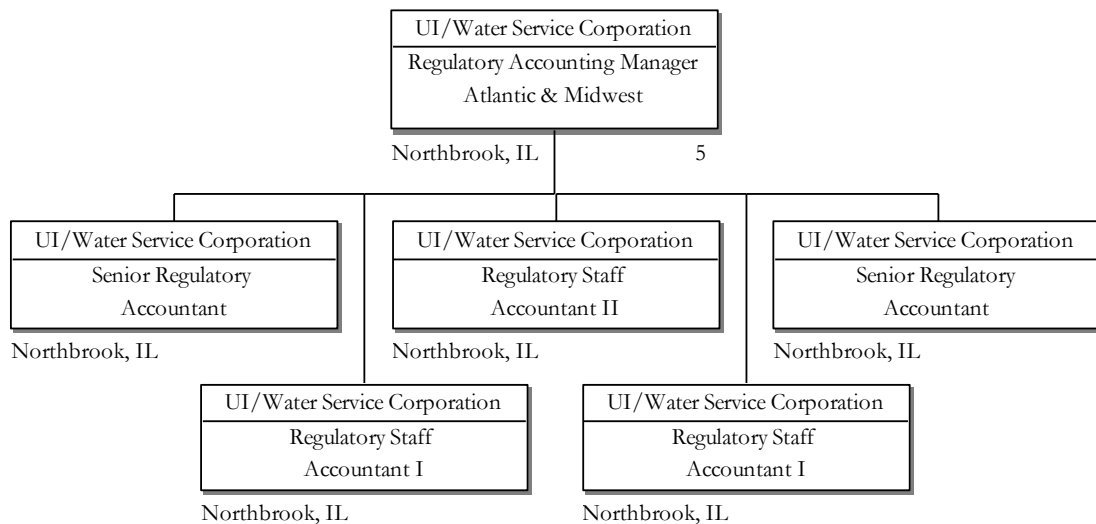 UI/Water Service Corporation
Regulatory Accounting Manager
Atlantic & Midwest
Northbrook, IL 5
UI/Water Service Corporation
Senior Regulatory
Accountant
Northbrook, IL
UI/Water Service Corporation
Regulatory Staff
Accountant II
Northbrook, IL
UI/Water Service Corporation
Senior Regulatory
Accountant
Northbrook, IL
UI/Water Service Corporation
Regulatory Staff
Accountant I
Northbrook, IL
UI/Water Service Corporation
Regulatory Staff
Accountant I
Northbrook, IL